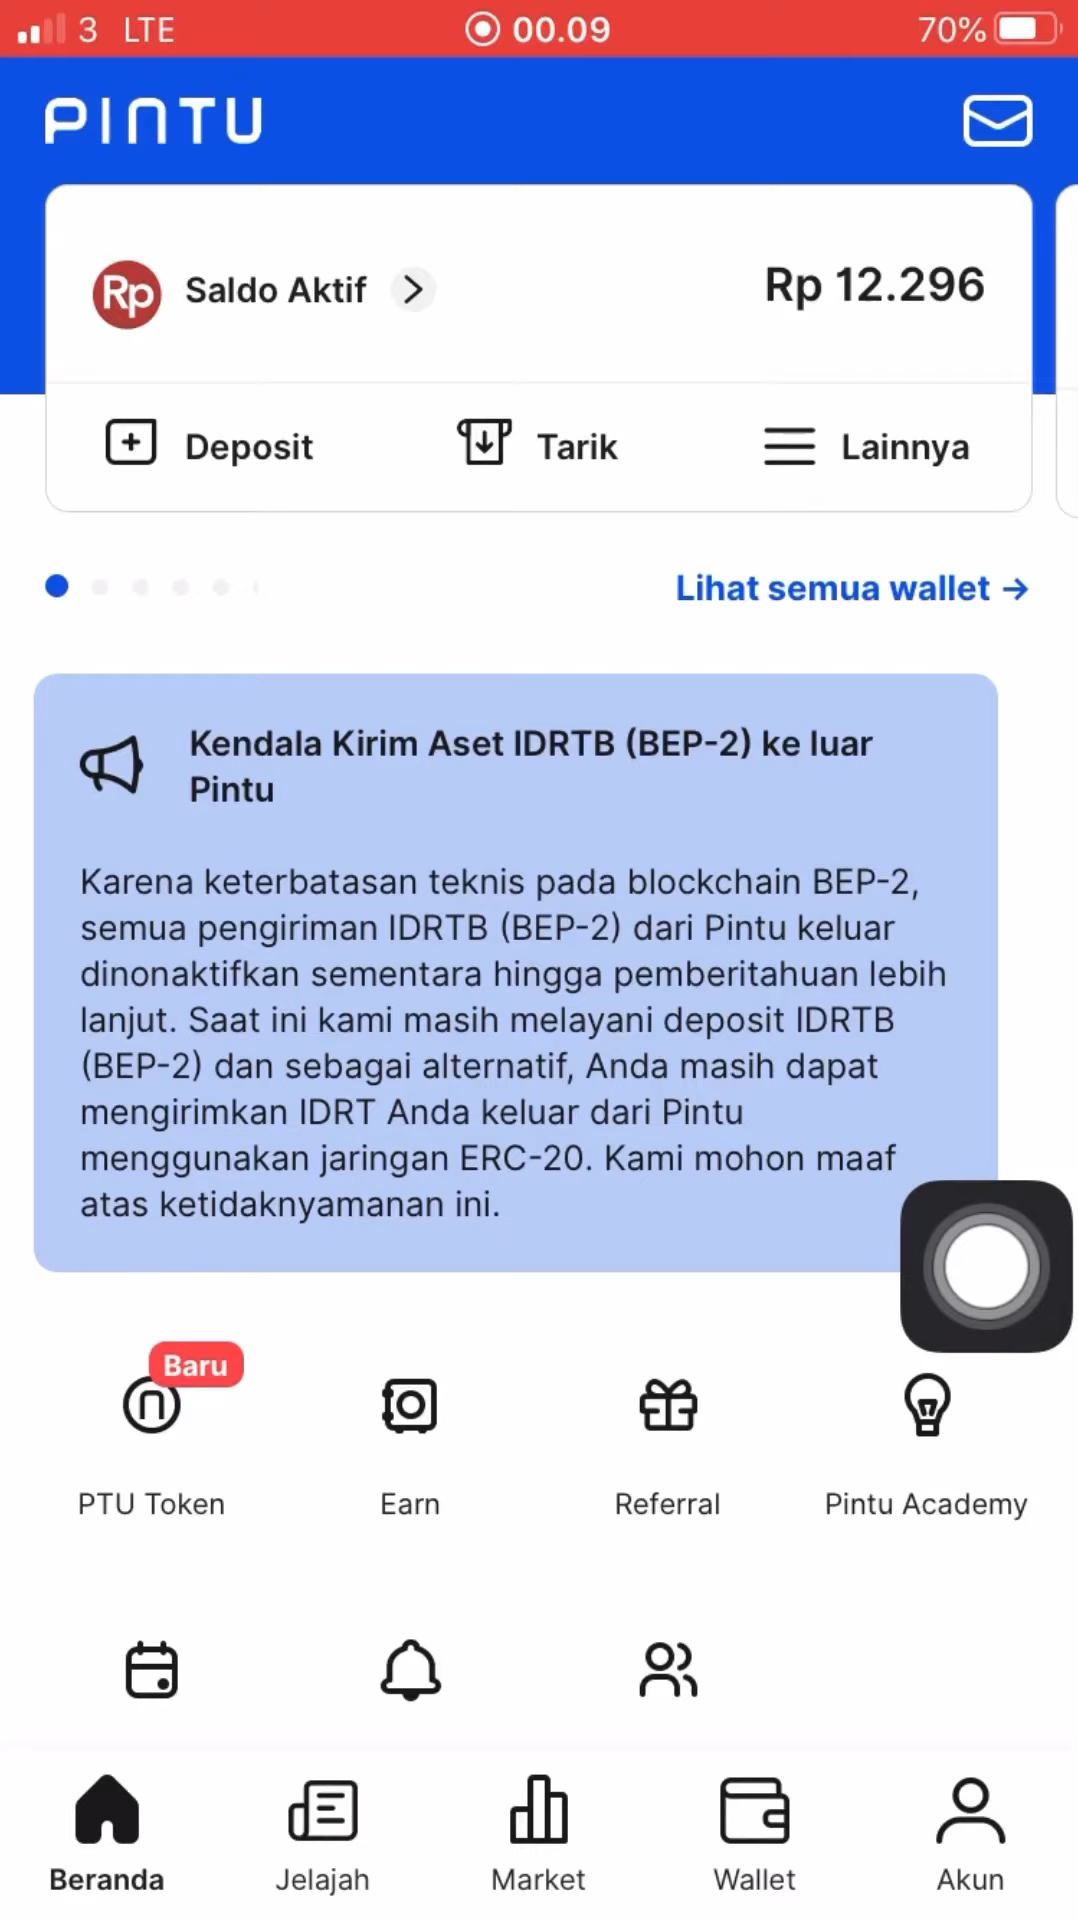 3 LTE 00.09 70%
PINTU
Rp Saldo Aktif Rp 12.296
Deposit Tarik Lainnya
Lihat semua wallet →
Kendala Kirim Aset IDRTB (BEP-2) ke luar
Pintu
Karena keterbatasan teknis pada blockchain BEP-2,
semua pengiriman IDRTB (BEP-2) dari Pintu keluar
dinonaktifkan sementara hingga pemberitahuan lebih
lanjut. Saat ini kami masih melayani deposit IDRTB
(BEP-2) dan sebagai alternatif, Anda masih dapat
mengirimkan IDRT Anda keluar dari Pintu
menggunakan jaringan ERC-20. Kami mohon maaf
atas ketidaknyamanan ini.
Baru
PTU Token Earn Referral Pintu Academy
Beranda Jelajah Market Wallet Akun